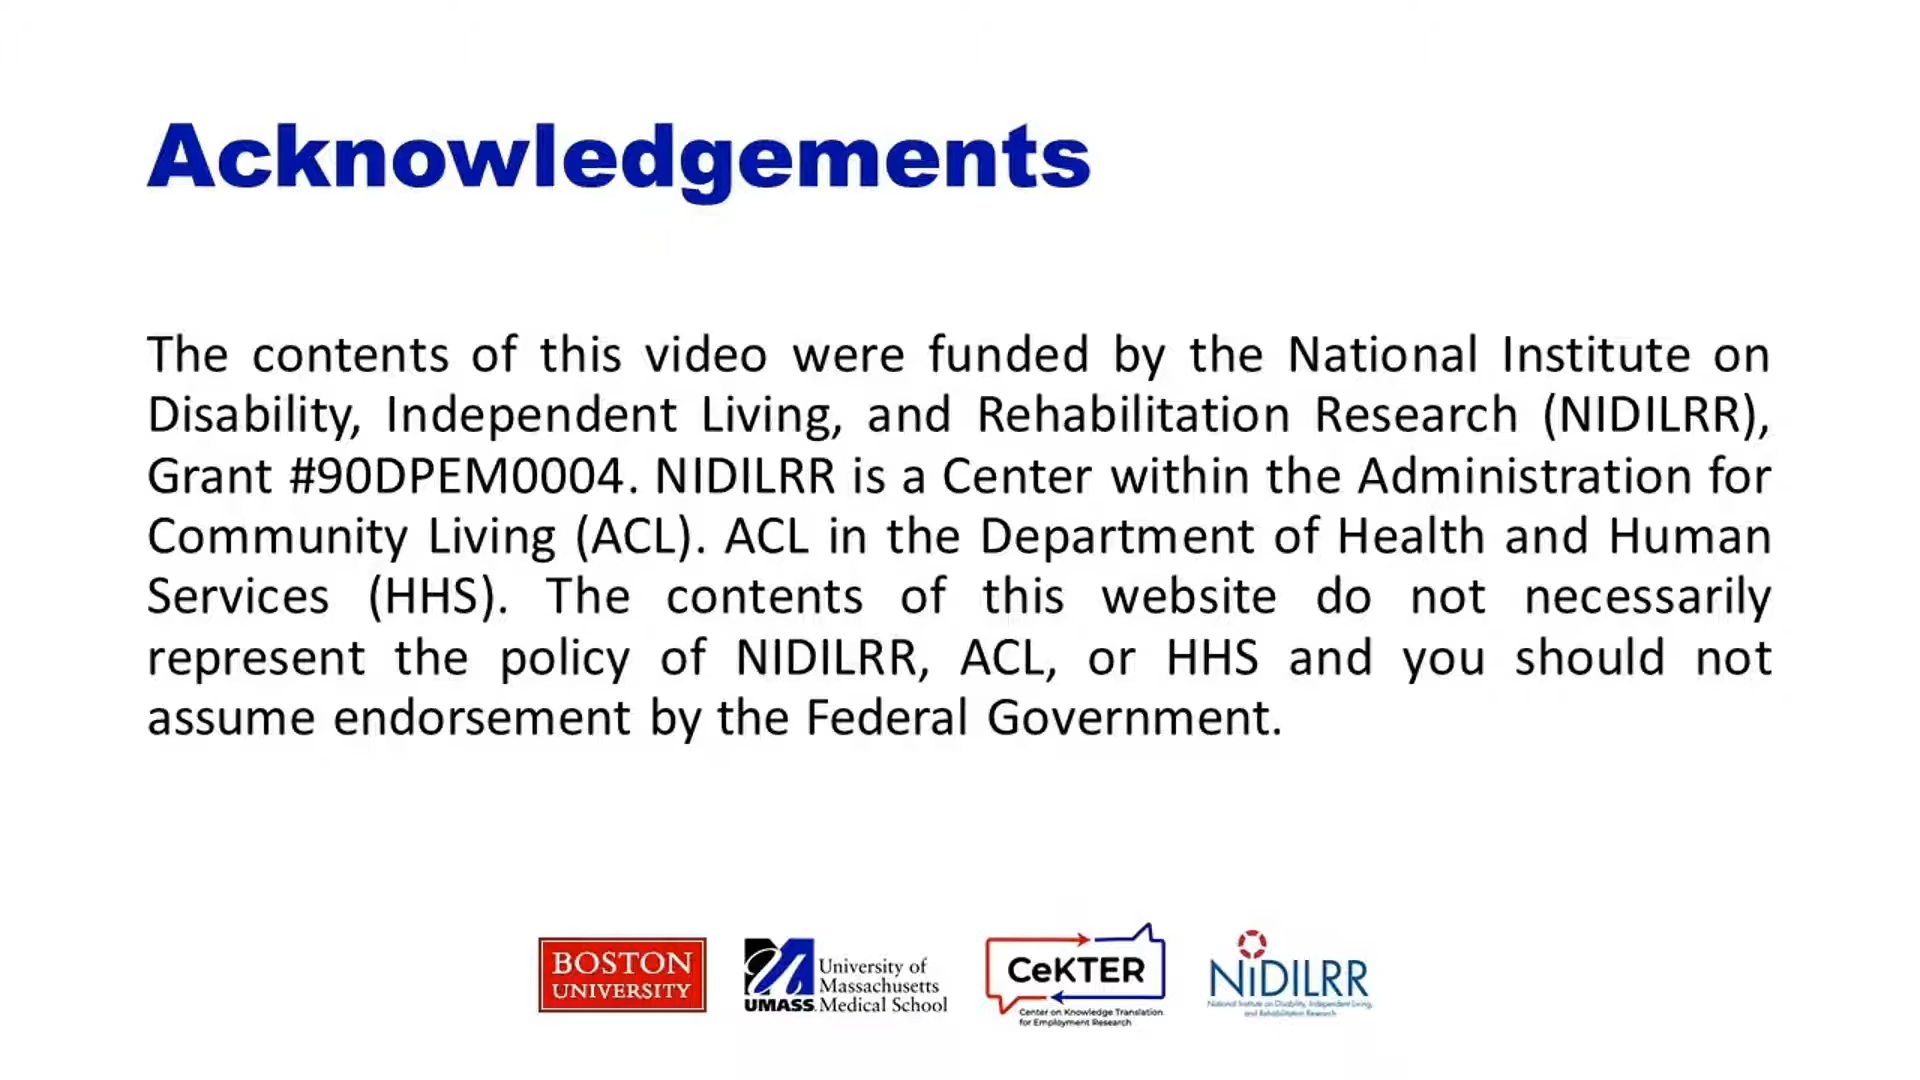 Acknowledgements
The contents of this video were funded by the National Institute on
Disability, Independent Living, and Rehabilitation Research (NIDILRR),
Grant #90DPEM0004. NIDILRR is a Center within the Administration for
Community Living (ACL). ACL in the Department of Health and Human
Services (HHS). The contents of this website do not necessarily
represent the policy of NIDILRR, ACL, or HHS and you should not
assume endorsement by the Federal Government.
BOSTON
UNIVERSITY
UMASS
University of
Massachusetts
Medical School
CeKTER
Center on Knowledge Translation
for Employment Research
NiDILRR
National Institute on Disability, Independent Living,
and Rehabilitation Research